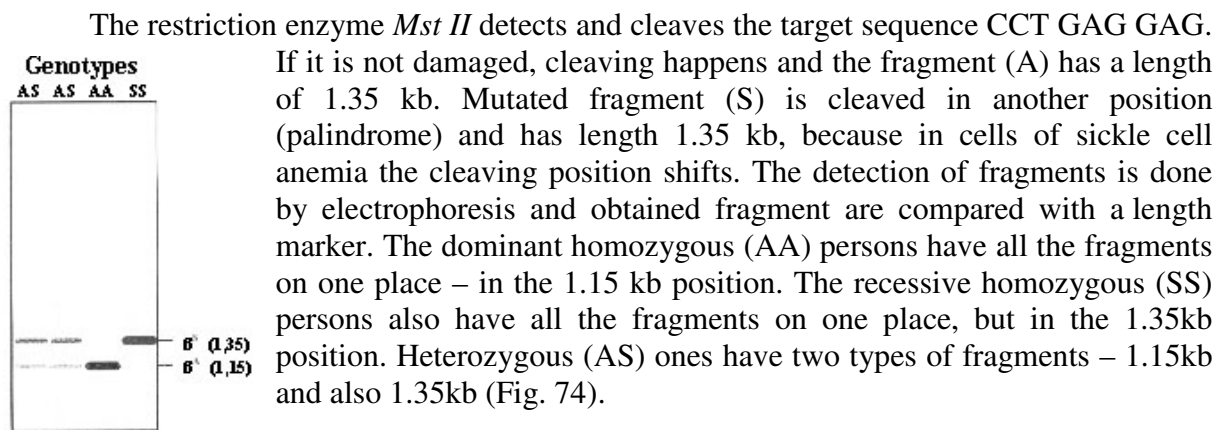 The restriction enzyme Mst II detects and cleaves the target sequence CCT GAG GAG.
If it is not damaged, cleaving happens and the fragment (A) has a length
of 1.35 kb. Mutated fragment (S) is cleaved in another position
(palindrome) and has length 1.35 kb, because in cells of sickle cell
anemia the cleaving position shifts. The detection of fragments is done
by electrophoresis and obtained fragment are compared with a length
marker. The dominant homozygous (AA) persons have all the fragments
on one place – in the 1.15 kb position. The recessive homozygous (SS)
persons also have all the fragments on one place, but in the 1.35kb
position. Heterozygous (AS) ones have two types of fragments – 1.15kb
and also 1.35kb (Fig. 74).
Genotypes
AS AS AA SS
(1,35)
(1,15)